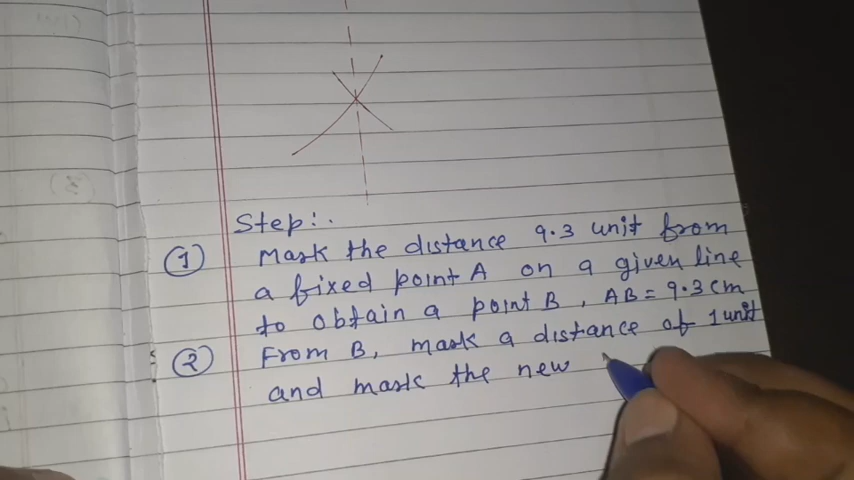 Step:.
① Mark the distance 9.3 unit from
a fixed point A on a given line
to obtain a point B, AB = 9.3 cm
② From B, mark a distance of 1 unit
and mark the new